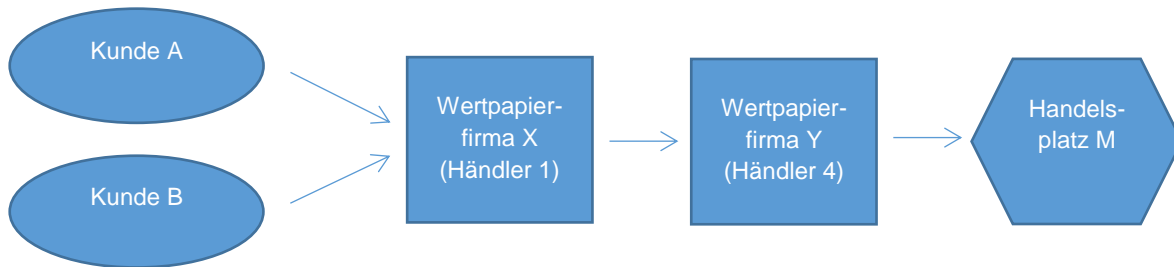 Kunde A
Kunde B
Wertpapier-
firma X
(Händler 1)
Wertpapier-
firma Y
(Händler 4)
Handels-
platz M